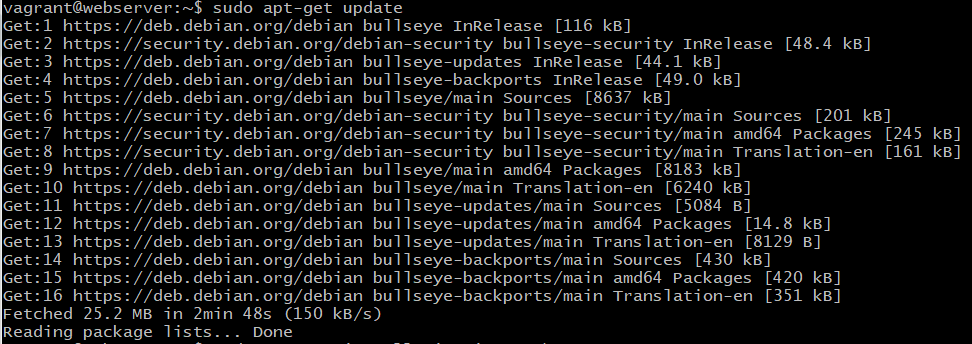 vagrant@webserver:~$ sudo apt-get update
Get:1 https://deb.debian.org/debian bullseye InRelease [116 kB]
Get:2 https://security.debian.org/debian-security bullseye-security InRelease [48.4 kB]
Get:3 https://deb.debian.org/debian bullseye-updates InRelease [44.1 kB]
Get:4 https://deb.debian.org/debian bullseye-backports InRelease [49.0 kB]
Get:5 https://deb.debian.org/debian bullseye/main Sources [8637 kB]
Get:6 https://security.debian.org/debian-security bullseye-security/main Sources [201 kB]
Get:7 https://security.debian.org/debian-security bullseye-security/main amd64 Packages [245 kB]
Get:8 https://security.debian.org/debian-security bullseye-security/main Translation-en [161 kB]
Get:9 https://deb.debian.org/debian bullseye/main amd64 Packages [8183 kB]
Get:10 https://deb.debian.org/debian bullseye/main Translation-en [6240 kB]
Get:11 https://deb.debian.org/debian bullseye-updates/main Sources [5084 B]
Get:12 https://deb.debian.org/debian bullseye-updates/main amd64 Packages [14.8 kB]
Get:13 https://deb.debian.org/debian bullseye-updates/main Translation-en [8129 B]
Get:14 https://deb.debian.org/debian bullseye-backports/main Sources [430 kB]
Get:15 https://deb.debian.org/debian bullseye-backports/main amd64 Packages [420 kB]
Get:16 https://deb.debian.org/debian bullseye-backports/main Translation-en [351 kB]
Fetched 25.2 MB in 2min 48s (150 kB/s)
Reading package lists... Done